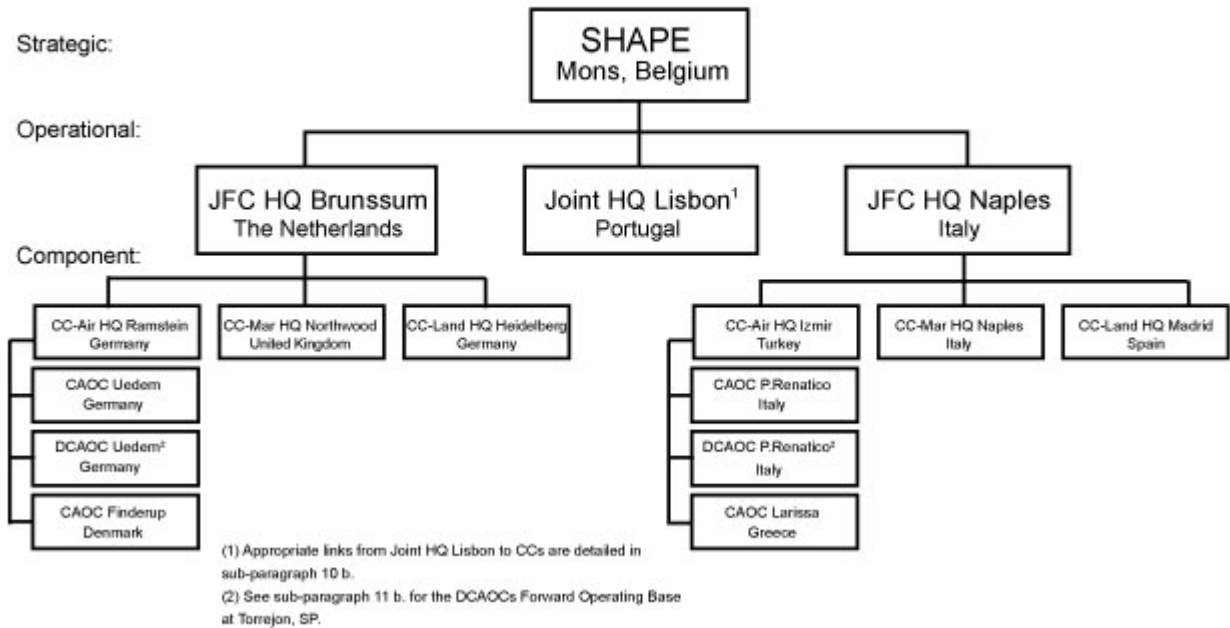 Strategic:
SHAPE
Mons, Belgium
Operational:
JFC HQ Brunssum
The Netherlands
Joint HQ Lisbon¹
Portugal
JFC HQ Naples
Italy
Component:
CC-Air HQ Ramstein
Germany
CC-Mar HQ Northwood
United Kingdom
CC-Land HQ Heidelberg
Germany
CAOC Uedem
Germany
DCAOC Uedem²
Germany
CAOC Finderup
Denmark
CC-Air HQ Izmir
Turkey
CC-Mar HQ Naples
Italy
CC-Land HQ Madrid
Spain
CAOC P.Renatico
Italy
DCAOC P.Renatico²
Italy
CAOC Larissa
Greece
(1) Appropriate links from Joint HQ Lisbon to CCs are detailed in
sub-paragraph 10 b.
(2) See sub-paragraph 11 b. for the DCAOCs Forward Operating Base
at Torrejon, SP.